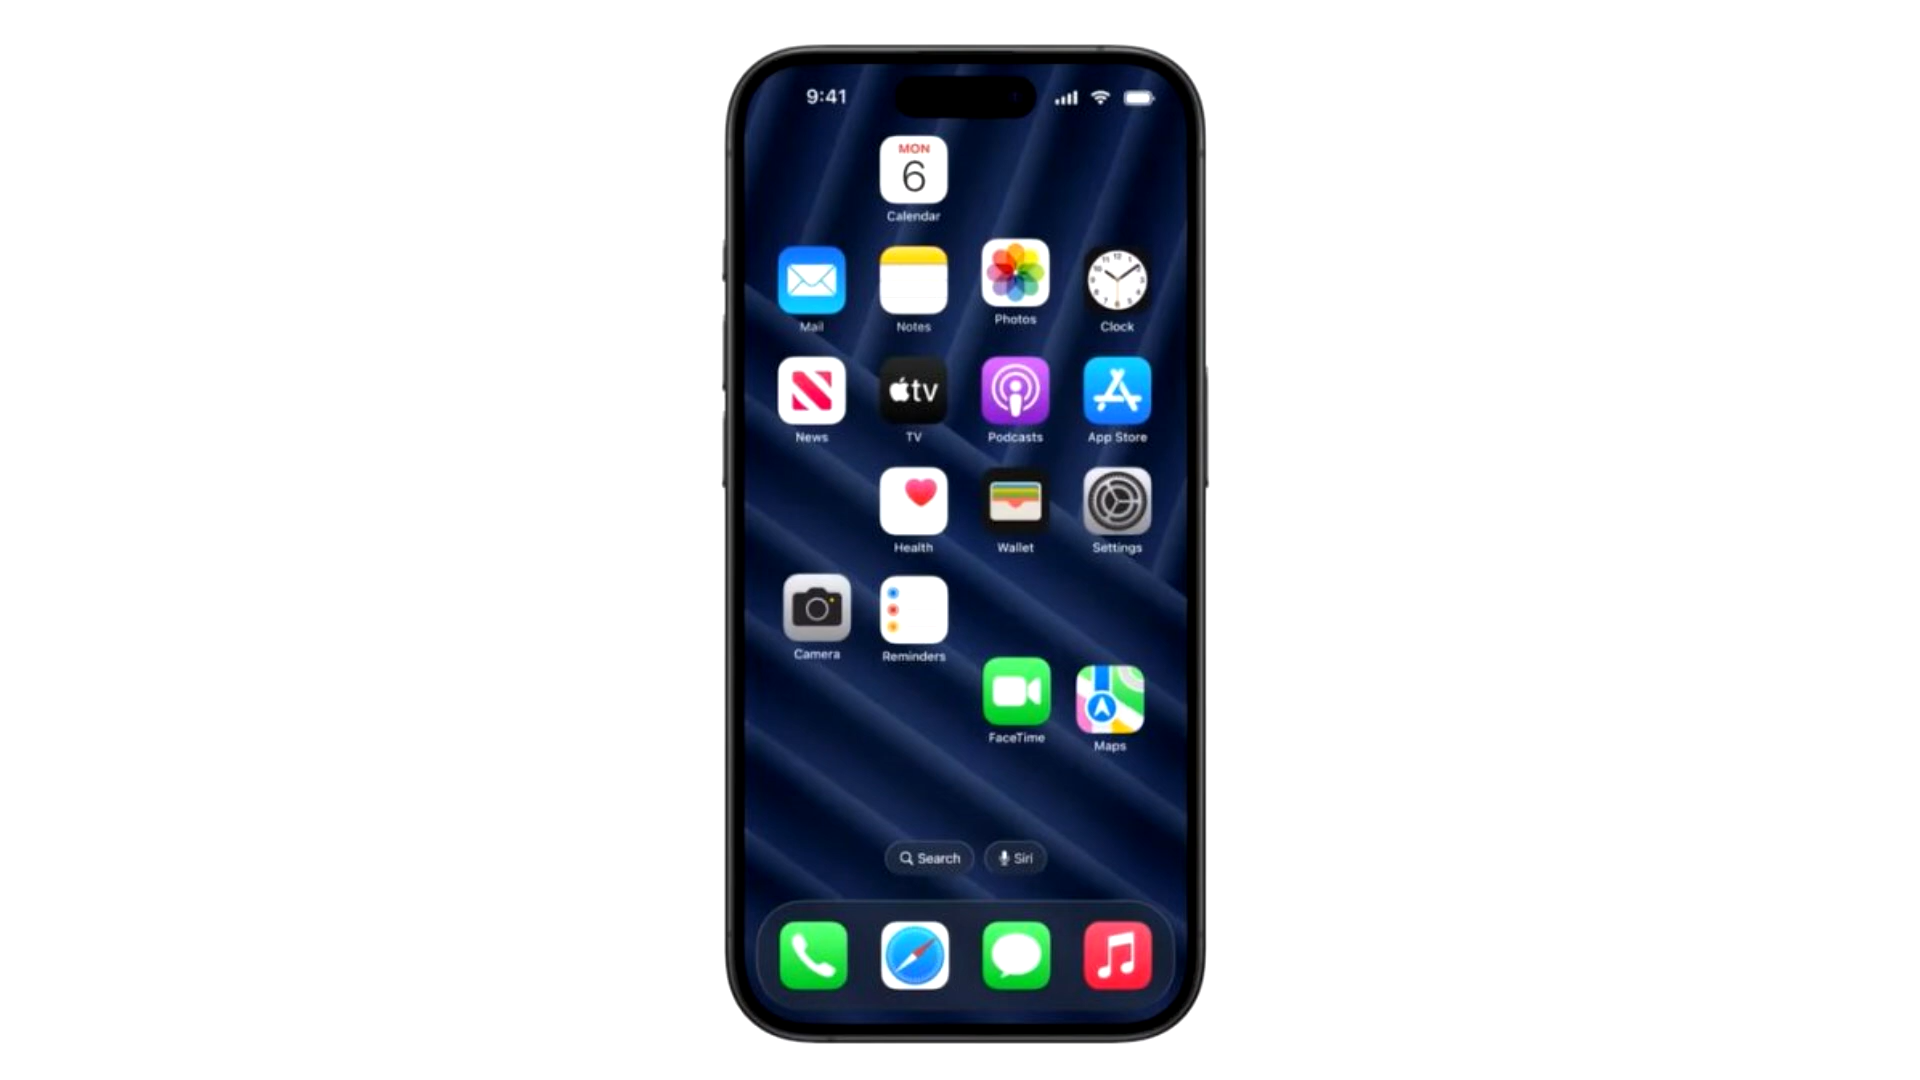 9:41
MON
6
Calendar
Mail
Notes
Photos
Clock
News
tv
TV
Podcasts
App Store
Health
Wallet
Settings
Camera
Reminders
FaceTime
Maps
Search
Siri